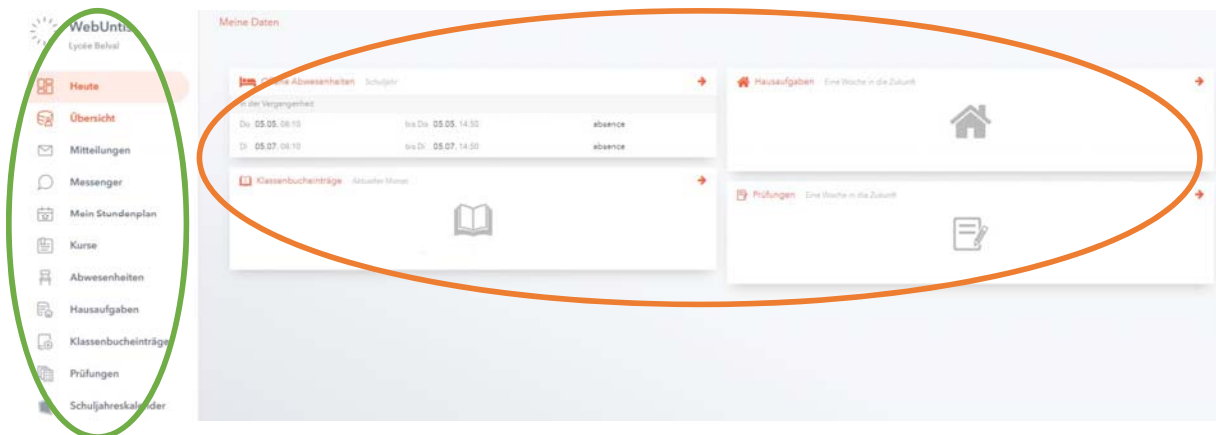 WebUntis
Lycée Belval
Heute
Übersicht
Mitteilungen
Messenger
Mein Stundenplan
Kurse
Abwesenheiten
Hausaufgaben
Klassenbucheinträge
Prüfungen
Schuljahreskalender
Meine Daten
Offene Abwesenheiten Schuljahr
In der Vergangenheit
Do 05.05. 08:10 bis Do 05.05. 14:50 absence
Di 05.07. 08:10 bis Di 05.07. 14:50 absence
Klassenbucheinträge Aktueller Monat
Hausaufgaben Eine Woche in die Zukunft
Prüfungen Eine Woche in die Zukunft